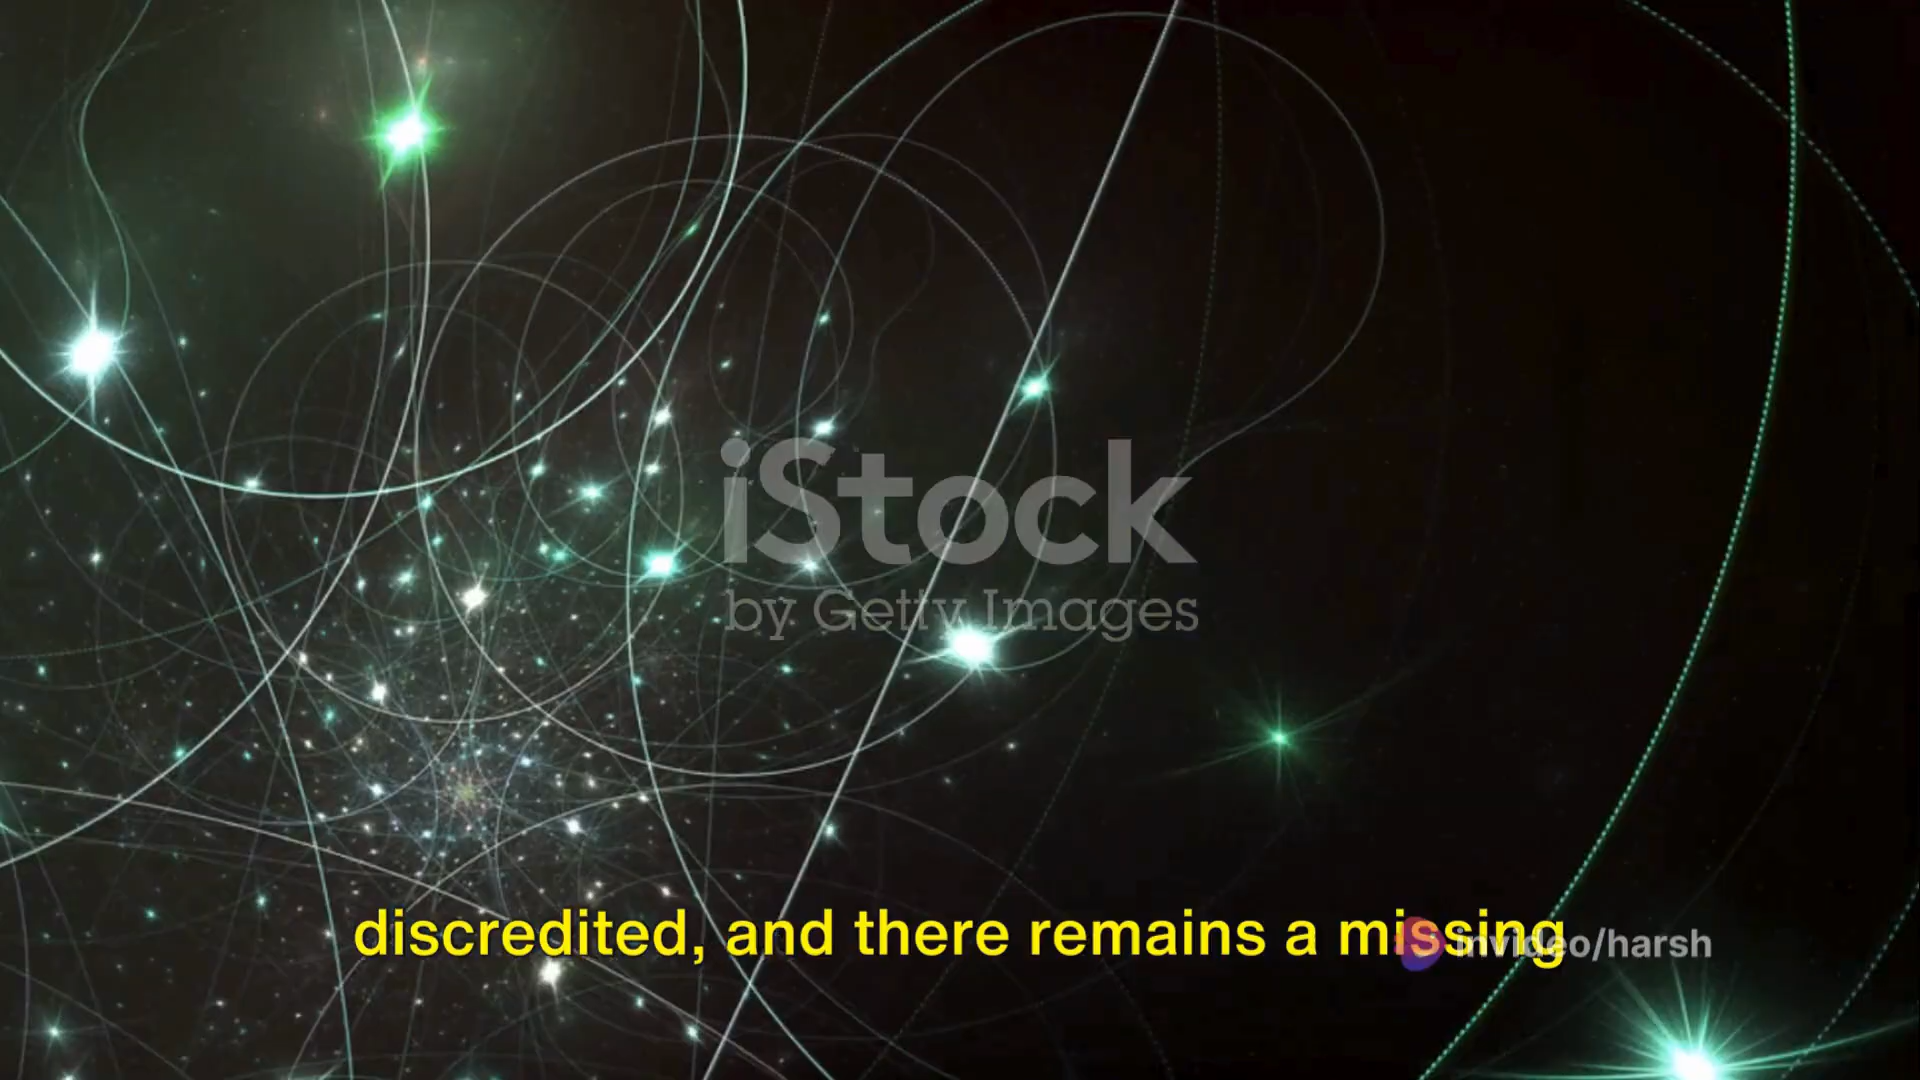 iStock
by Getty Images
discredited, and there remains a missing
invideo/harsh